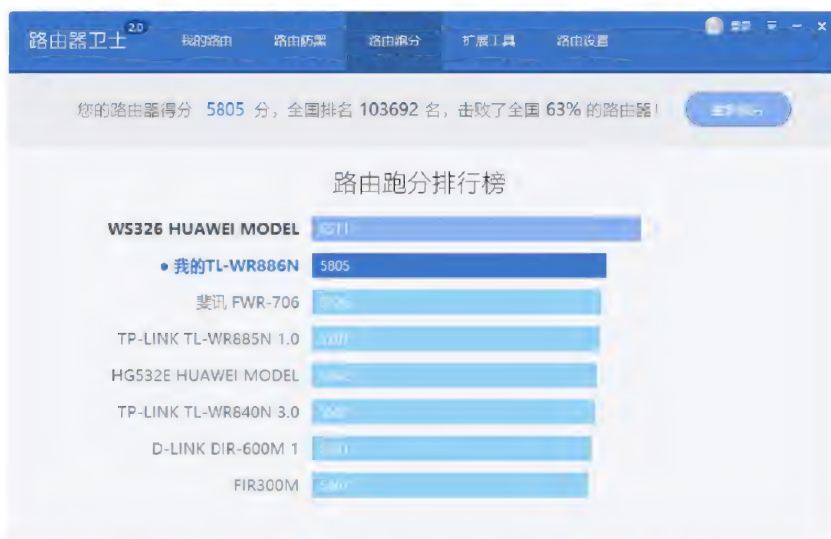 路由器卫士 2.0 我的路由 路由防黑 路由跑分 扩展工具 路由设置
您的路由器得分 5805 分，全国排名 103692 名，击败了全国 63% 的路由器！
路由跑分排行榜
WS326 HUAWEI MODEL
• 我的TL-WR886N 5805
斐讯 FWR-706
TP-LINK TL-WR885N 1.0
HG532E HUAWEI MODEL
TP-LINK TL-WR840N 3.0
D-LINK DIR-600M 1
FIR300M